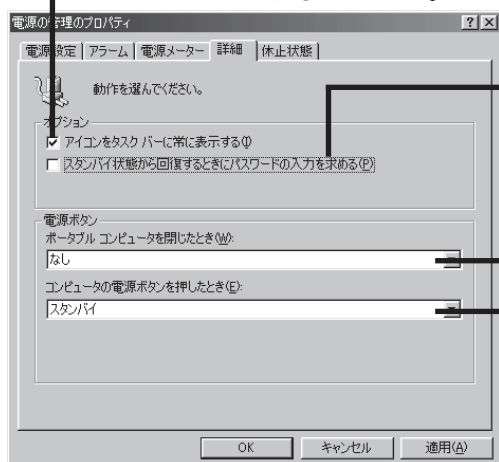 電源の管理のプロパティ
電源設定 アラーム 電源メーター 詳細 休止状態
動作を選んでください。
オプション
アイコンをタスク バーに常に表示する(I)
スタンバイ状態から回復するときにパスワードの入力を求める(P)
電源ボタン
ポータブル コンピュータを閉じたとき(W):
なし
コンピュータの電源ボタンを押したとき(E):
スタンバイ
OK キャンセル 適用(A)